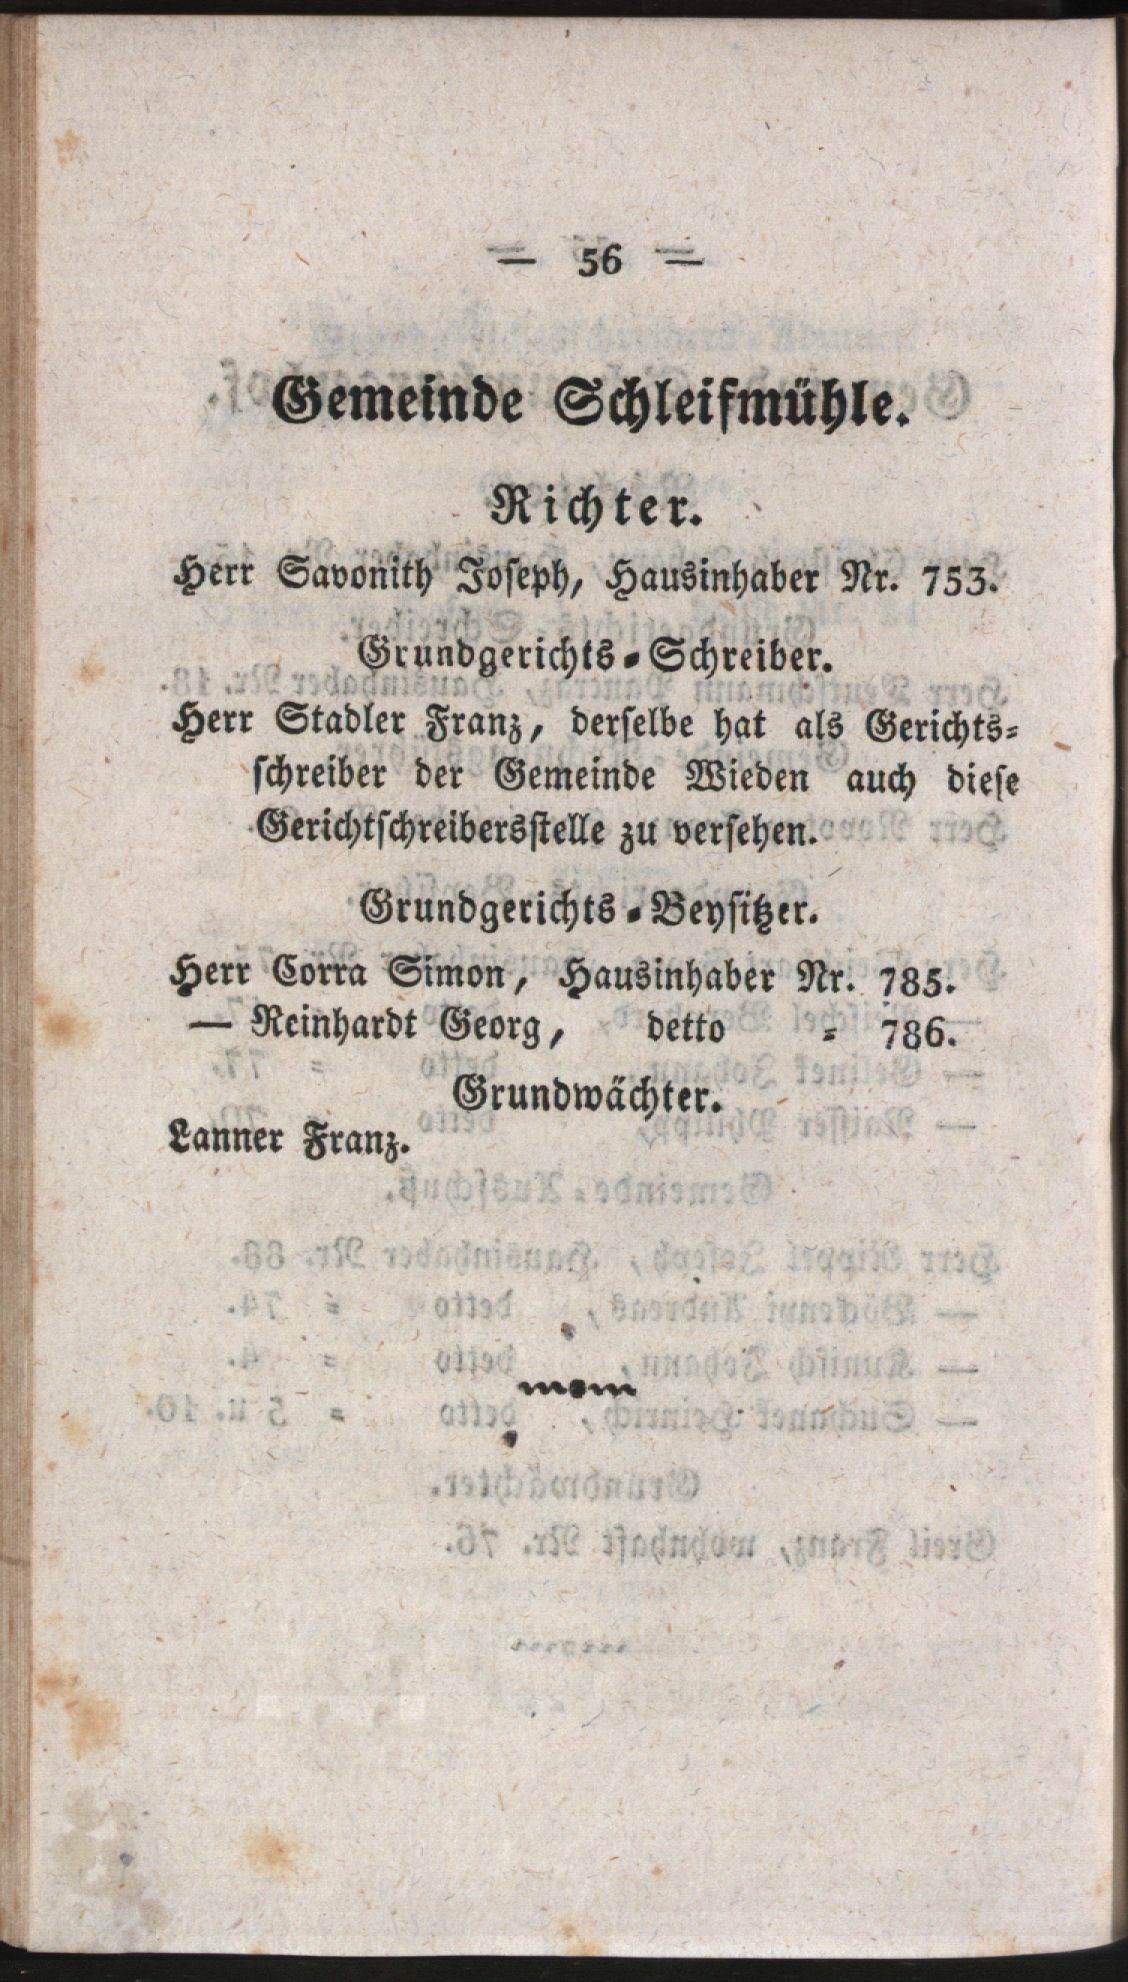 — 56 —
Gemeinde Schleifmühle.
Richter.
Herr Savonith Joseph, Hausinhaber Nr. 753.
Grundgerichts-Schreiber.
Herr Stadler Franz, derselbe hat als Gerichts-
schreiber der Gemeinde Wieden auch diese
Gerichtschreibersstelle zu versehen.
Grundgerichts-Beysitzer.
Herr Corra Simon, Hausinhaber Nr. 785.
— Reinhardt Georg, detto = 786.
Grundwächter.
Lanner Franz.